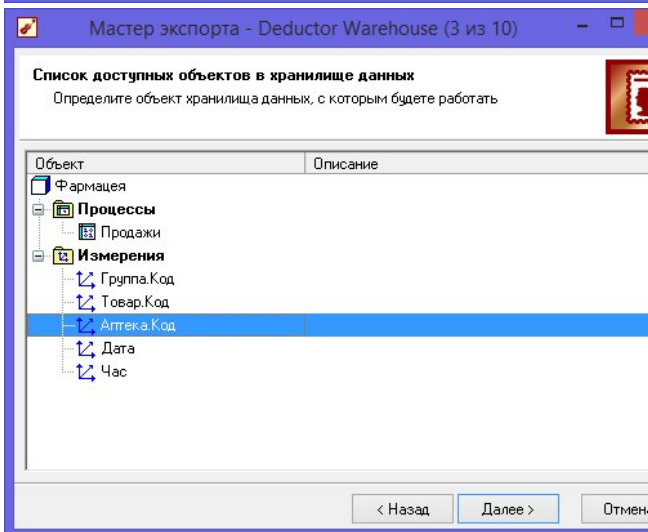 Мастер экспорта - Deductor Warehouse (3 из 10)
Список доступных объектов в хранилище данных
Определите объект хранилища данных, с которым будете работать
Объект Описание
Фармацея
Процессы
Продажи
Измерения
Группа.Код
Товар.Код
Аптека.Код
Дата
Час
< Назад Далее > Отмена